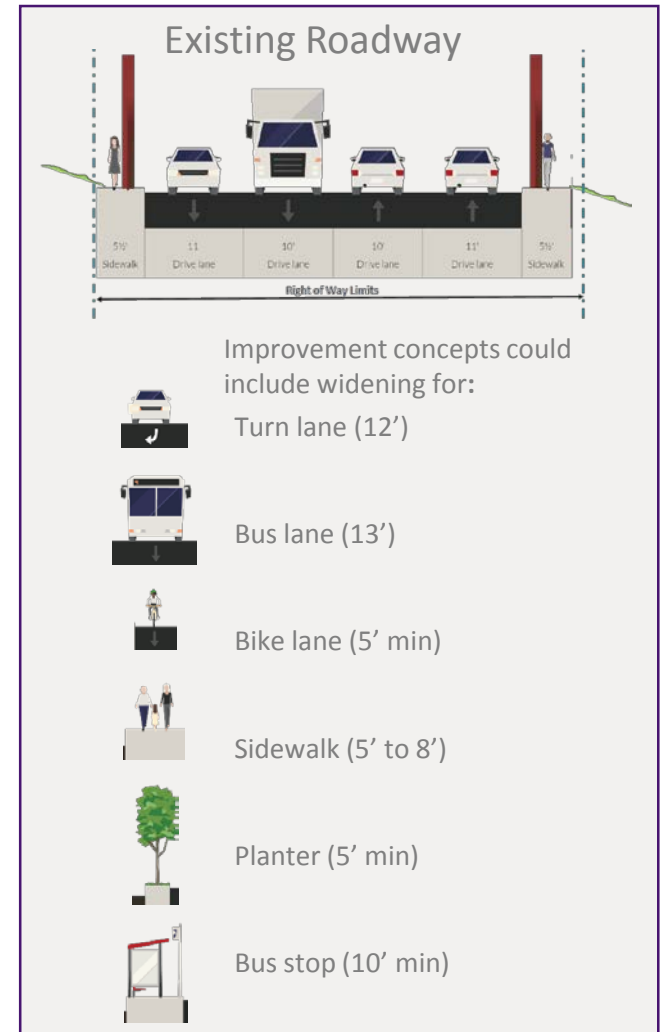 Existing Roadway
5½' 11 10' 10' 11' 5½'
Sidewalk Drive lane Drive lane Drive lane Drive lane Sidewalk
Right of Way Limits
Improvement concepts could
include widening for:
Turn lane (12’)
Bus lane (13’)
Bike lane (5’ min)
Sidewalk (5’ to 8’)
Planter (5’ min)
Bus stop (10’ min)